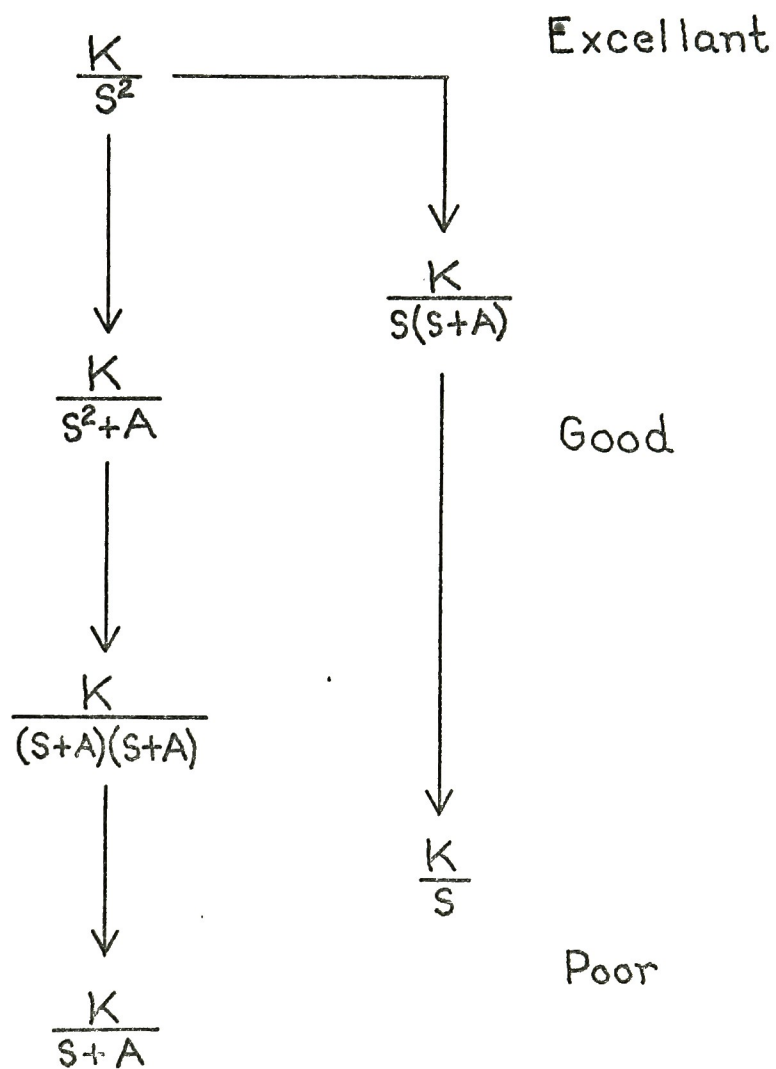 K
S²
Excellant
K
S(S+A)
K
S²+A
Good
K
(S+A)(S+A)
K
S
Poor
K
S+A